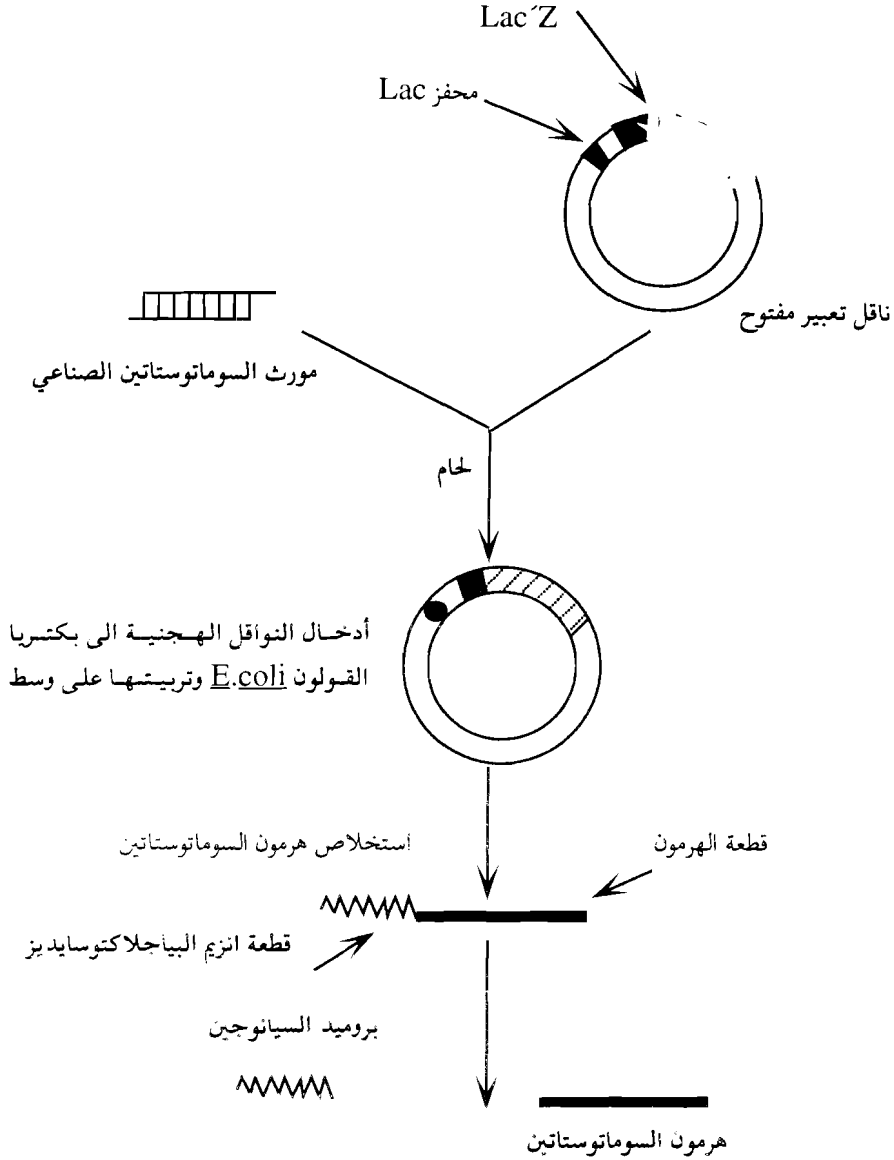 Lac´Z
محفز Lac
ناقل تعبير مفتوح
مورث السوماتوستاتين الصناعي
لحام
أدخال النواقل الهجنية الى بكتريا
القولون E.coli وتربيتها على وسط
استخلاص هرمون السوماتوستاتين
قطعة الهرمون
قطعة انزيم البياجلاكتوسايديز
بروميد السيانوجين
هرمون السوماتوستاتين